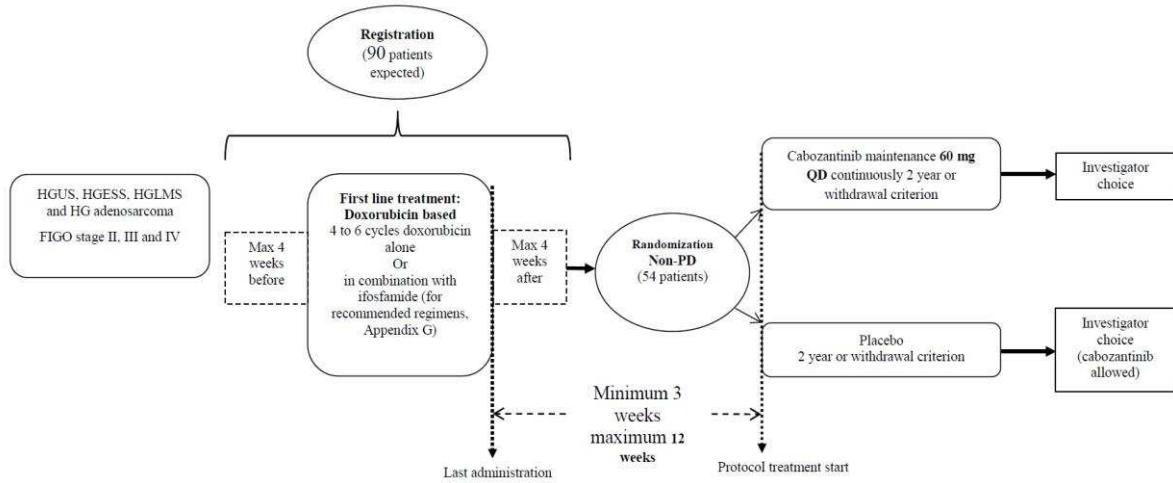 Registration
(90 patients
expected)
HGUS, HGESS, HGLMS
and HG adenosarcoma
FIGO stage II, III and IV
Max 4
weeks
before
First line treatment:
Doxorubicin based
4 to 6 cycles doxorubicin
alone
Or
in combination with
ifosfamide (for
recommended regimens,
Appendix G)
Max 4
weeks
after
Randomization
Non-PD
(54 patients)
Cabozantinib maintenance 60 mg
QD continuously 2 year or
withdrawal criterion
Investigator
choice
Placebo
2 year or withdrawal criterion
Investigator
choice
(cabozantinib
allowed)
Minimum 3
weeks
maximum 12
weeks
Last administration
Protocol treatment start